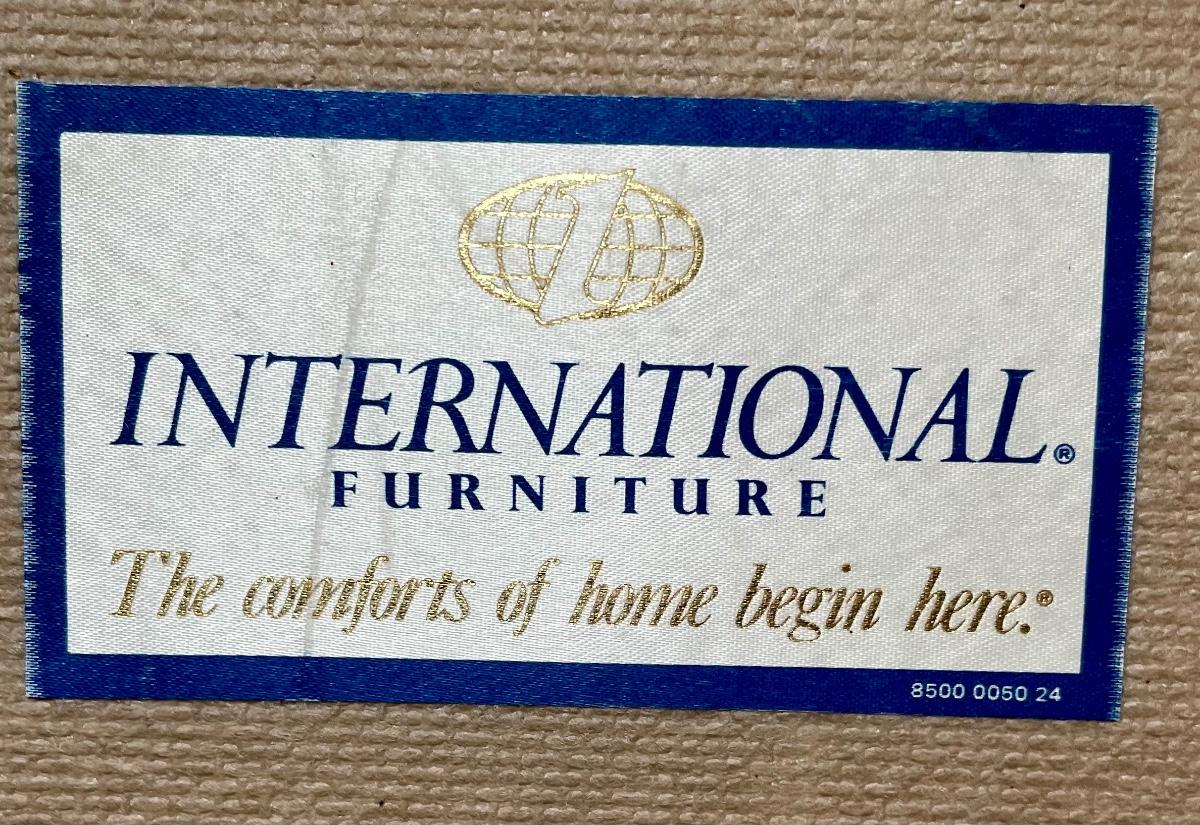 INTERNATIONAL®
FURNITURE
The comforts of home begin here.®
8500 0050 24